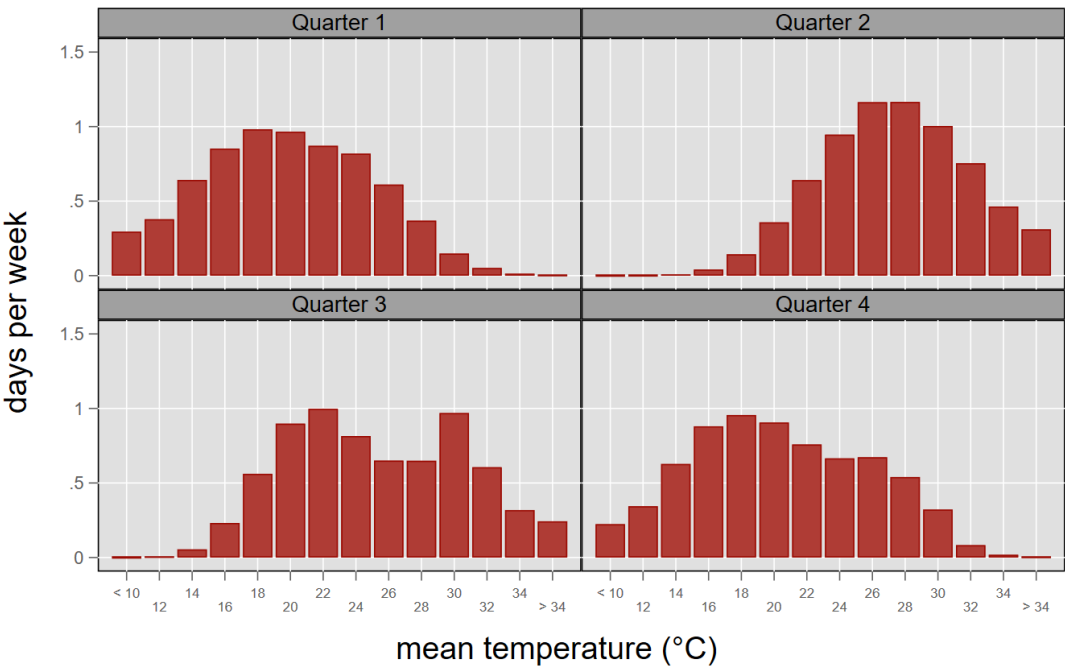 Quarter 1
Quarter 2
1.5
1
.5
0
Quarter 3
Quarter 4
1.5
1
.5
0
days per week
< 10 14 18 22 26 30 34 < 10 14 18 22 26 30 34
12 16 20 24 28 32 > 34 12 16 20 24 28 32 > 34
mean temperature (°C)